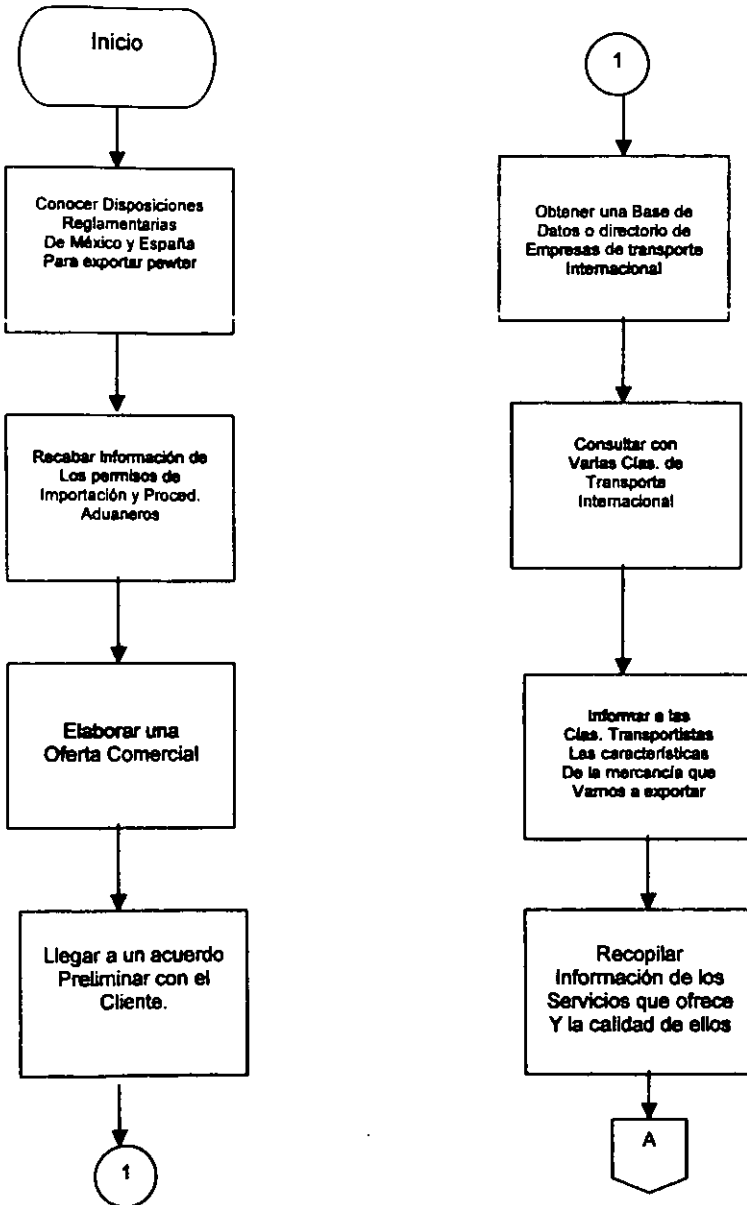 Inicio
Conocer Disposiciones
Reglamentarias
De México y España
Para exportar pewter
Recabar Información de
Los permisos de
Importación y Proced.
Aduaneros
Elaborar una
Oferta Comercial
Llegar a un acuerdo
Preliminar con el
Cliente.
1
1
Obtener una Base de
Datos o directorio de
Empresas de transporte
Internacional
Consultar con
Varias Cías. de
Transporte
Internacional
Informar a las
Cías. Transportistas
Las características
De la mercancía que
Vamos a exportar
Recopilar
Información de los
Servicios que ofrece
Y la calidad de ellos
A